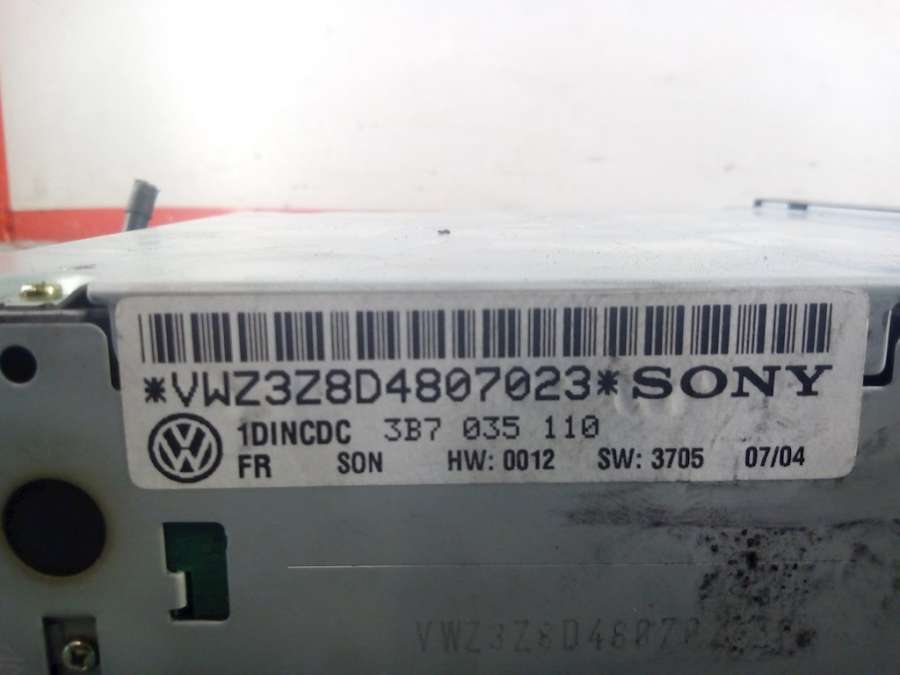 *VWZ3Z8D4807023* SONY
1DINCDC 3B7 035 110
FR SON HW: 0012 SW: 3705 07/04